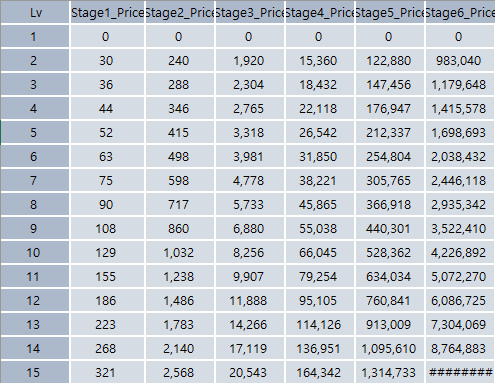 Lv Stage1_Price Stage2_Price Stage3_Price Stage4_Price Stage5_Price Stage6_Price
1 0 0 0 0 0 0
2 30 240 1,920 15,360 122,880 983,040
3 36 288 2,304 18,432 147,456 1,179,648
4 44 346 2,765 22,118 176,947 1,415,578
5 52 415 3,318 26,542 212,337 1,698,693
6 63 498 3,981 31,850 254,804 2,038,432
7 75 598 4,778 38,221 305,765 2,446,118
8 90 717 5,733 45,865 366,918 2,935,342
9 108 860 6,880 55,038 440,301 3,522,410
10 129 1,032 8,256 66,045 528,362 4,226,892
11 155 1,238 9,907 79,254 634,034 5,072,270
12 186 1,486 11,888 95,105 760,841 6,086,725
13 223 1,783 14,266 114,126 913,009 7,304,069
14 268 2,140 17,119 136,951 1,095,610 8,764,883
15 321 2,568 20,543 164,342 1,314,733 ########